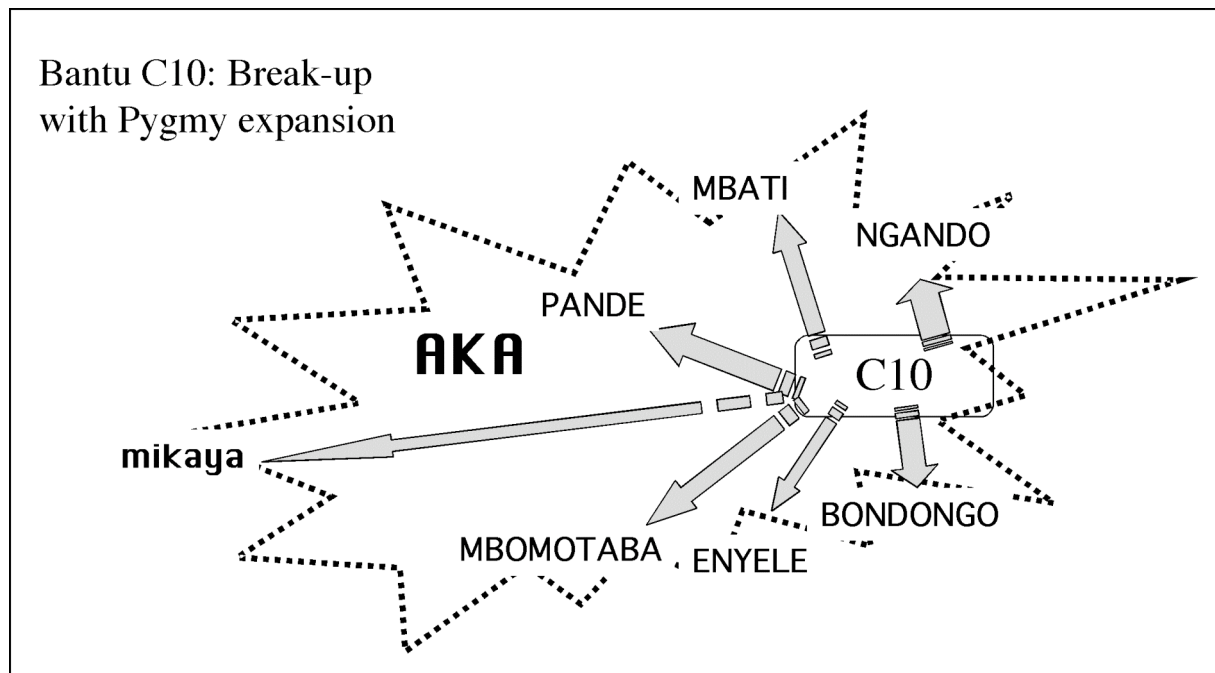 Bantu C10: Break-up
with Pygmy expansion
MBATI
NGANDO
PANDE
AKA
C10
mikaya
BONDONGO
MBOMOTABA
ENYELE